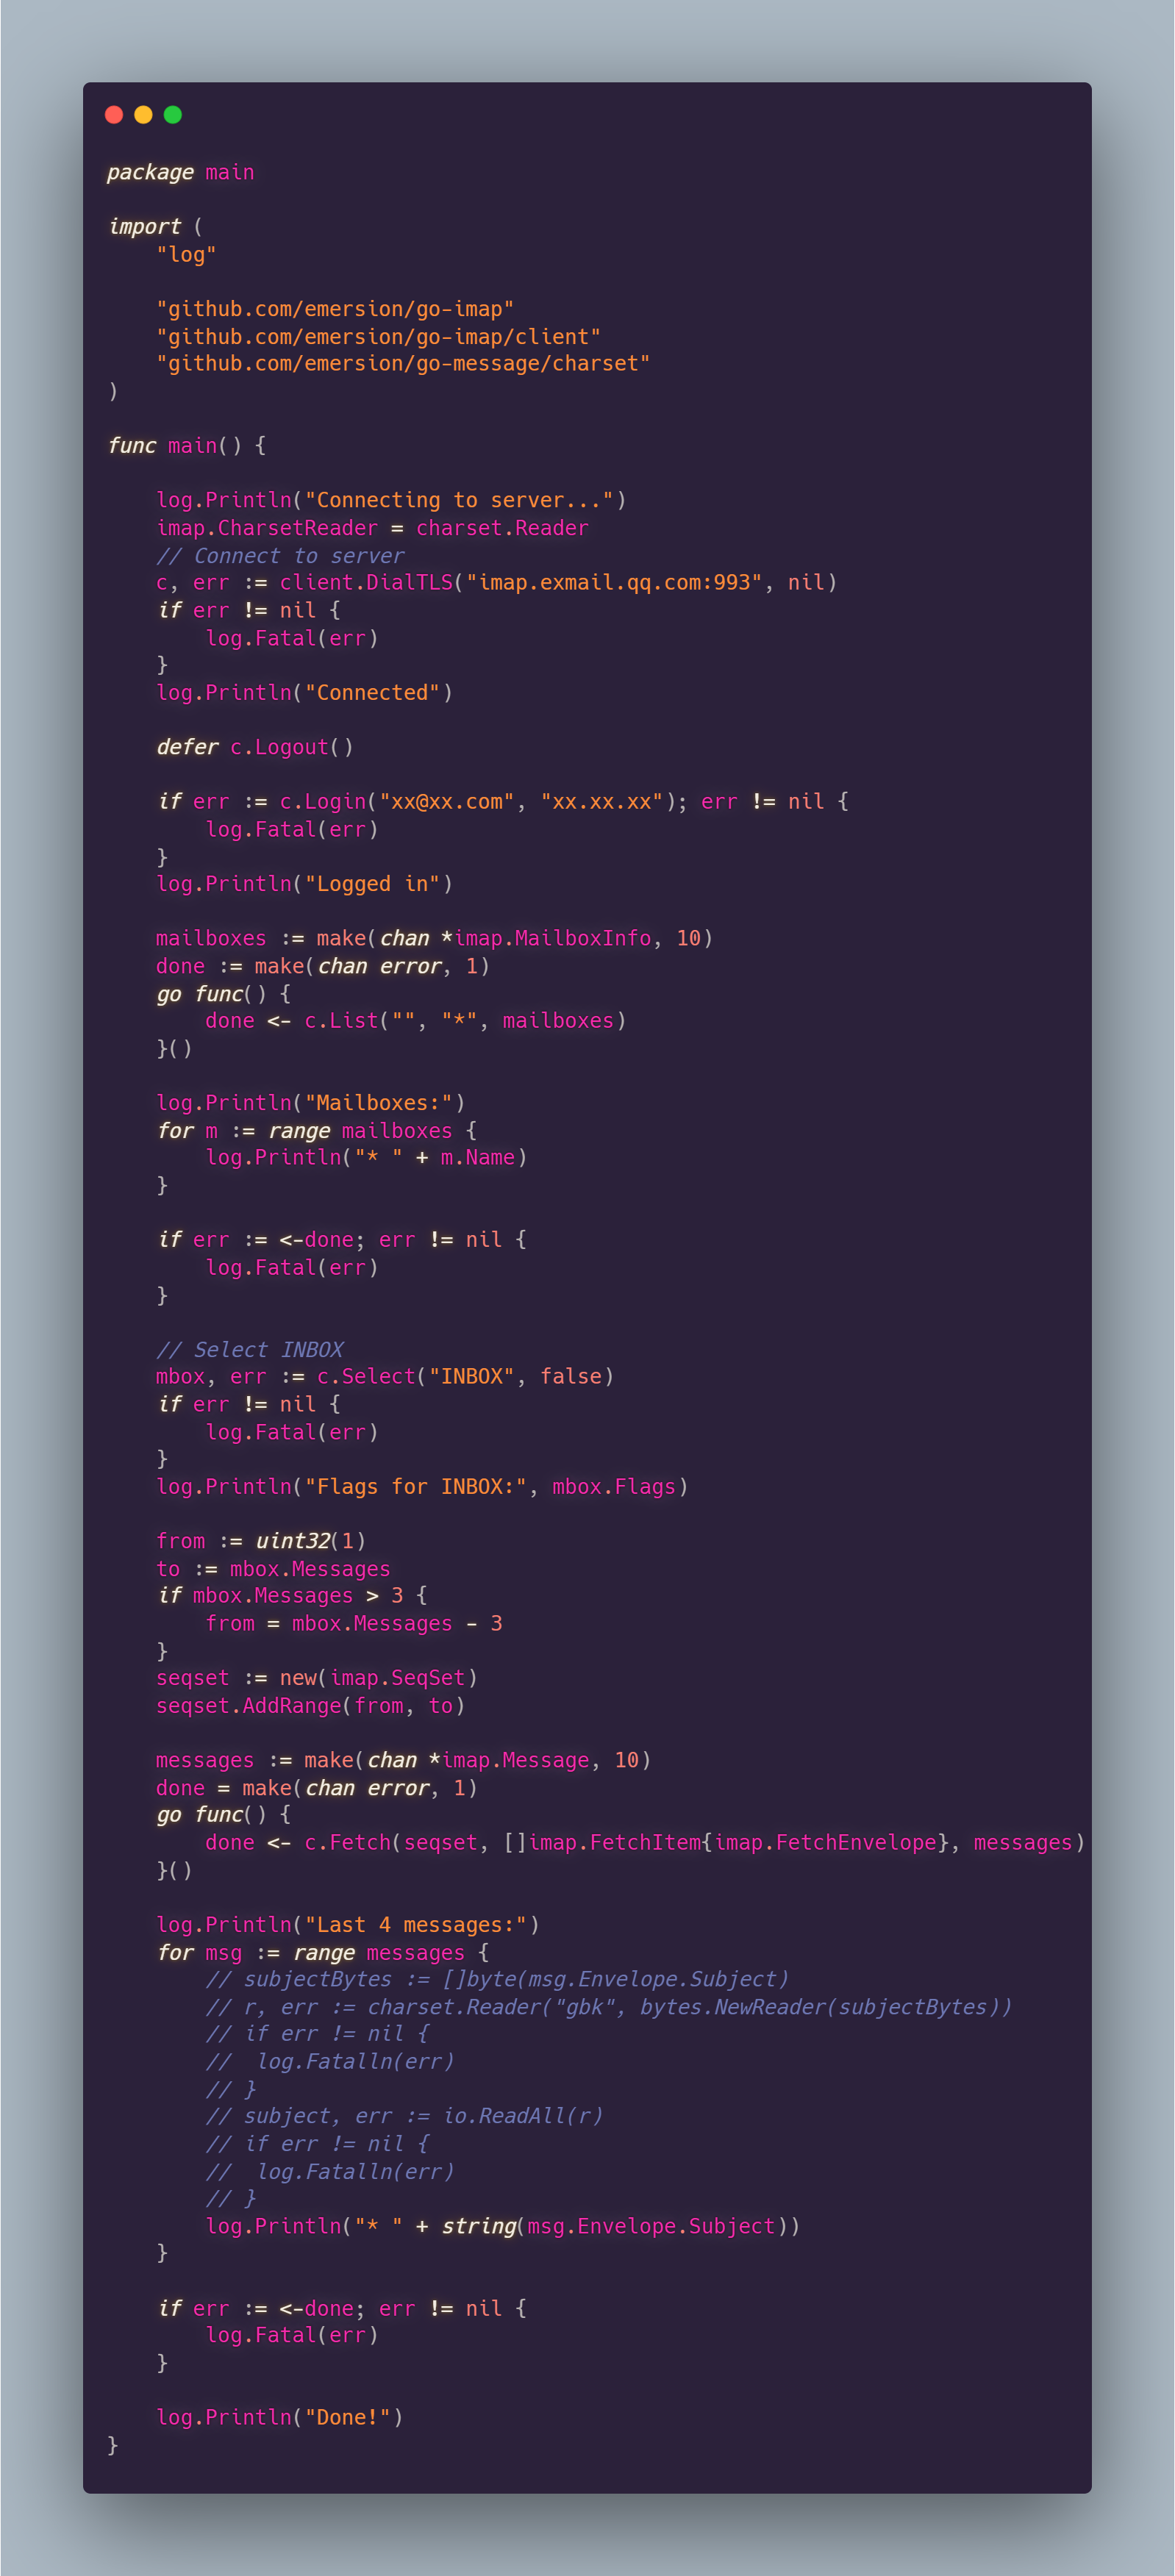 package main

import (
    "log"

    "github.com/emersion/go-imap"
    "github.com/emersion/go-imap/client"
    "github.com/emersion/go-message/charset"
)

func main() {

    log.Println("Connecting to server...")
    imap.CharsetReader = charset.Reader
    // Connect to server
    c, err := client.DialTLS("imap.exmail.qq.com:993", nil)
    if err != nil {
        log.Fatal(err)
    }
    log.Println("Connected")

    defer c.Logout()

    if err := c.Login("xx@xx.com", "xx.xx.xx"); err != nil {
        log.Fatal(err)
    }
    log.Println("Logged in")

    mailboxes := make(chan *imap.MailboxInfo, 10)
    done := make(chan error, 1)
    go func() {
        done <- c.List("", "*", mailboxes)
    }()

    log.Println("Mailboxes:")
    for m := range mailboxes {
        log.Println("* " + m.Name)
    }

    if err := <-done; err != nil {
        log.Fatal(err)
    }

    // Select INBOX
    mbox, err := c.Select("INBOX", false)
    if err != nil {
        log.Fatal(err)
    }
    log.Println("Flags for INBOX:", mbox.Flags)

    from := uint32(1)
    to := mbox.Messages
    if mbox.Messages > 3 {
        from = mbox.Messages - 3
    }
    seqset := new(imap.SeqSet)
    seqset.AddRange(from, to)

    messages := make(chan *imap.Message, 10)
    done = make(chan error, 1)
    go func() {
        done <- c.Fetch(seqset, []imap.FetchItem{imap.FetchEnvelope}, messages)
    }()

    log.Println("Last 4 messages:")
    for msg := range messages {
        // subjectBytes := []byte(msg.Envelope.Subject)
        // r, err := charset.Reader("gbk", bytes.NewReader(subjectBytes))
        // if err != nil {
        //  log.Fatalln(err)
        // }
        // subject, err := io.ReadAll(r)
        // if err != nil {
        //  log.Fatalln(err)
        // }
        log.Println("* " + string(msg.Envelope.Subject))
    }

    if err := <-done; err != nil {
        log.Fatal(err)
    }

    log.Println("Done!")
}